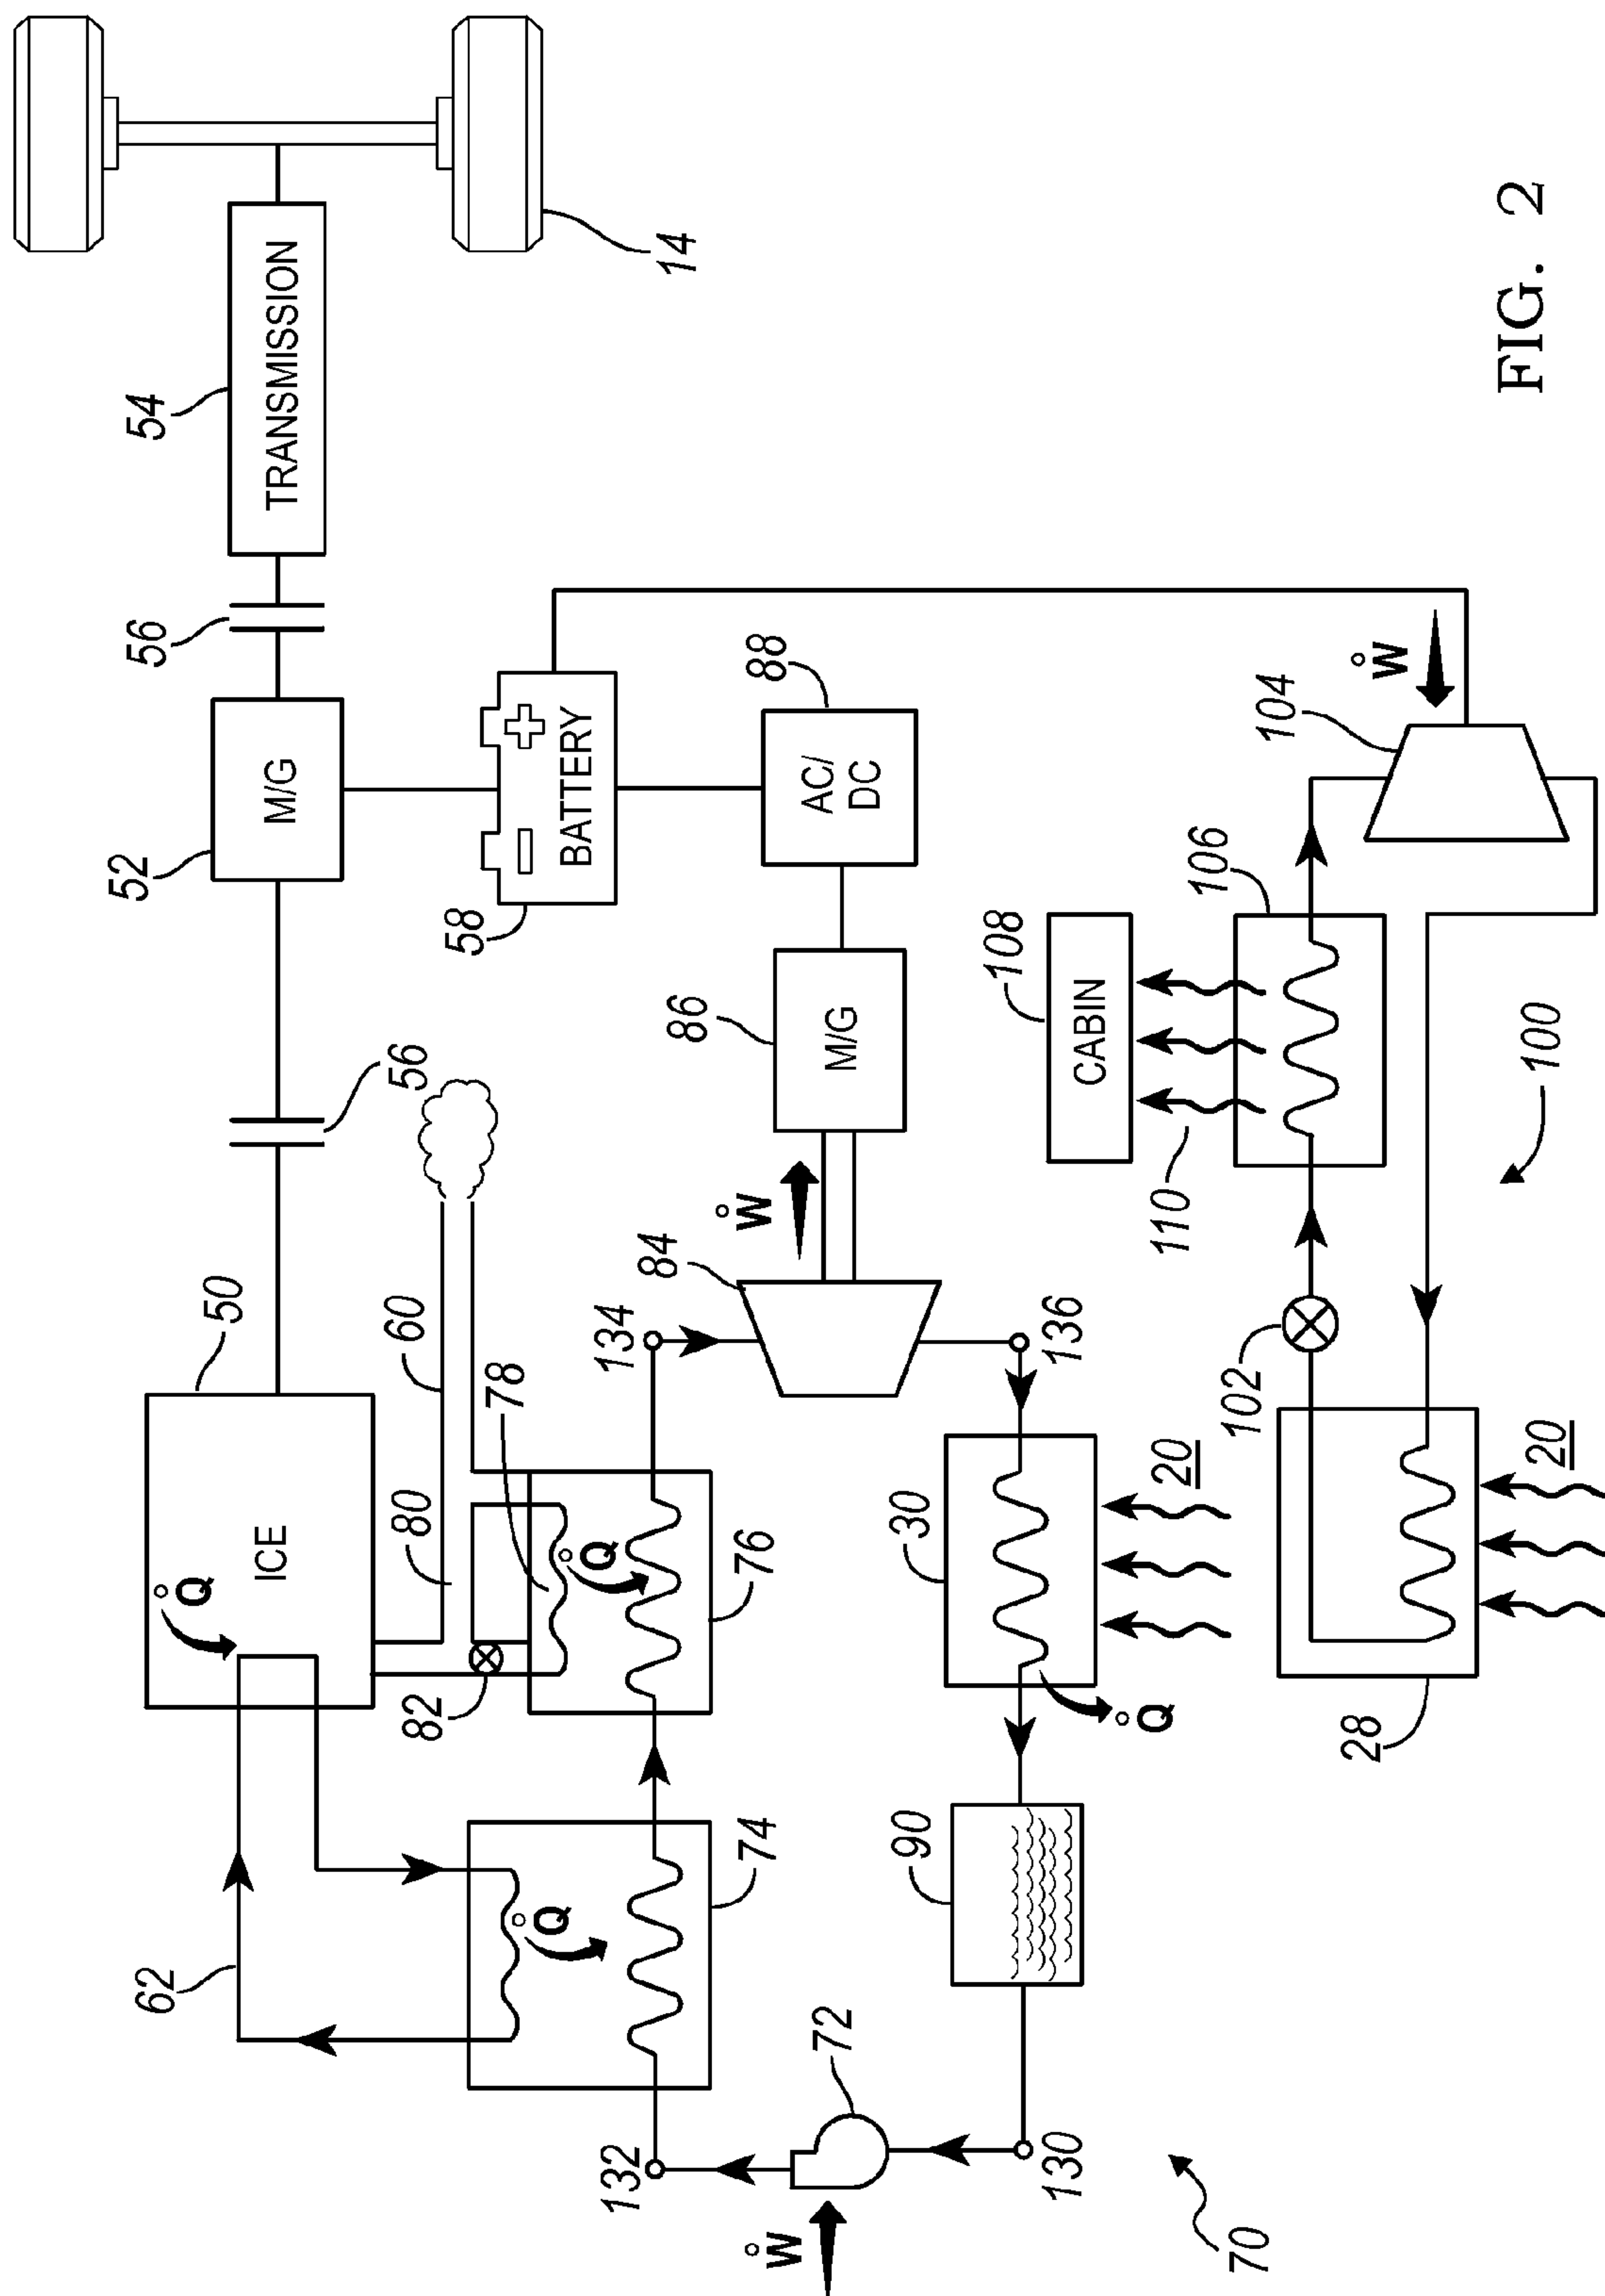 14
54
TRANSMISSION
56
52
M/G
58
BATTERY
88
AC/
DC
86
M/G
56
50
ICE
Q̊
60
80
78
82
Q̊
76
62
Q̊
74
134
84
W̊
136
30
20
Q̊
90
72
W̊
132
130
70
W̊
104
106
108
CABIN
110
102
100
20
28
FIG. 2